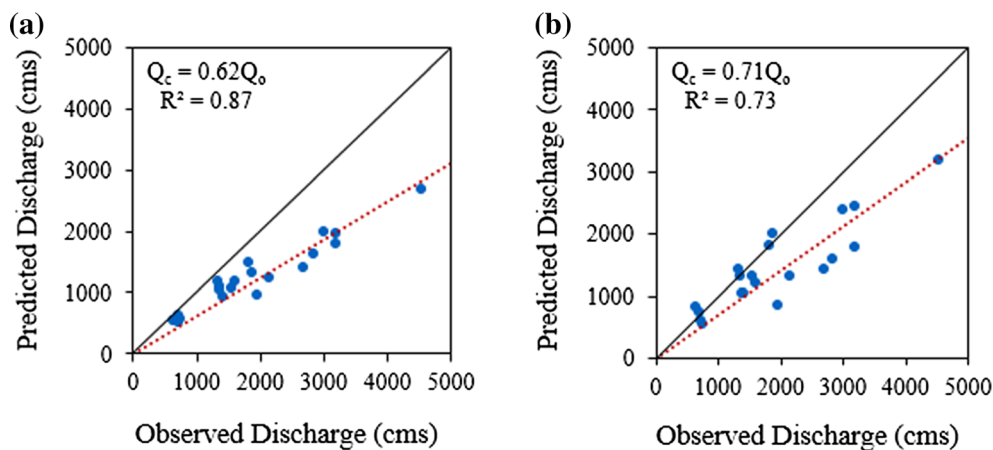 (a)
Q꜀ = 0.62Qₒ
R² = 0.87
5000
4000
3000
2000
1000
0
Predicted Discharge (cms)
0 1000 2000 3000 4000 5000
Observed Discharge (cms)
(b)
Q꜀ = 0.71Qₒ
R² = 0.73
5000
4000
3000
2000
1000
0
Predicted Discharge (cms)
0 1000 2000 3000 4000 5000
Observed Discharge (cms)